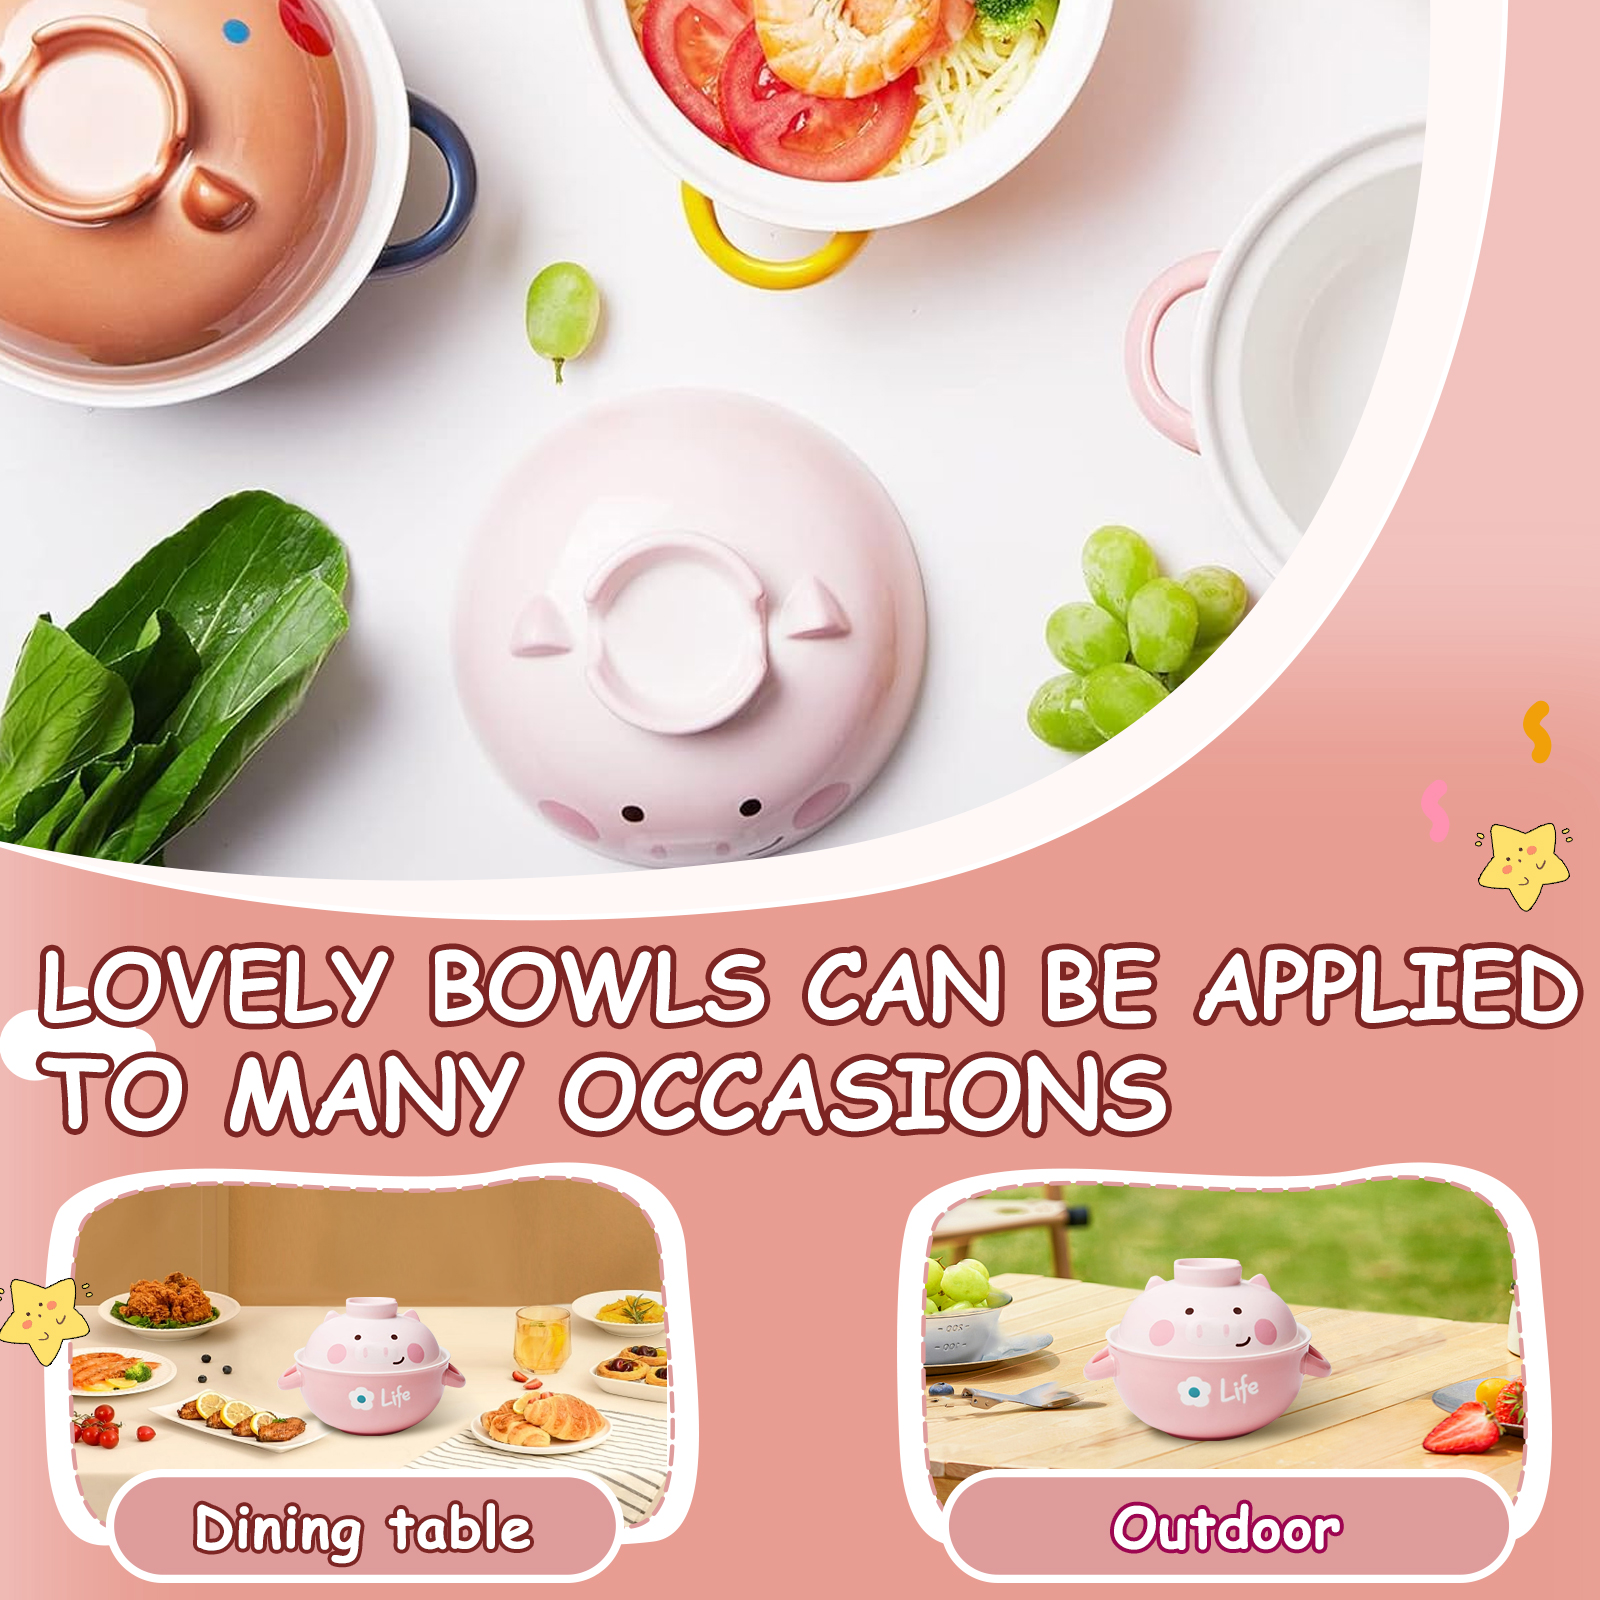 LOVELY BOWLS CAN BE APPLIED
TO MANY OCCASIONS
Life
Life
Dining table
Outdoor